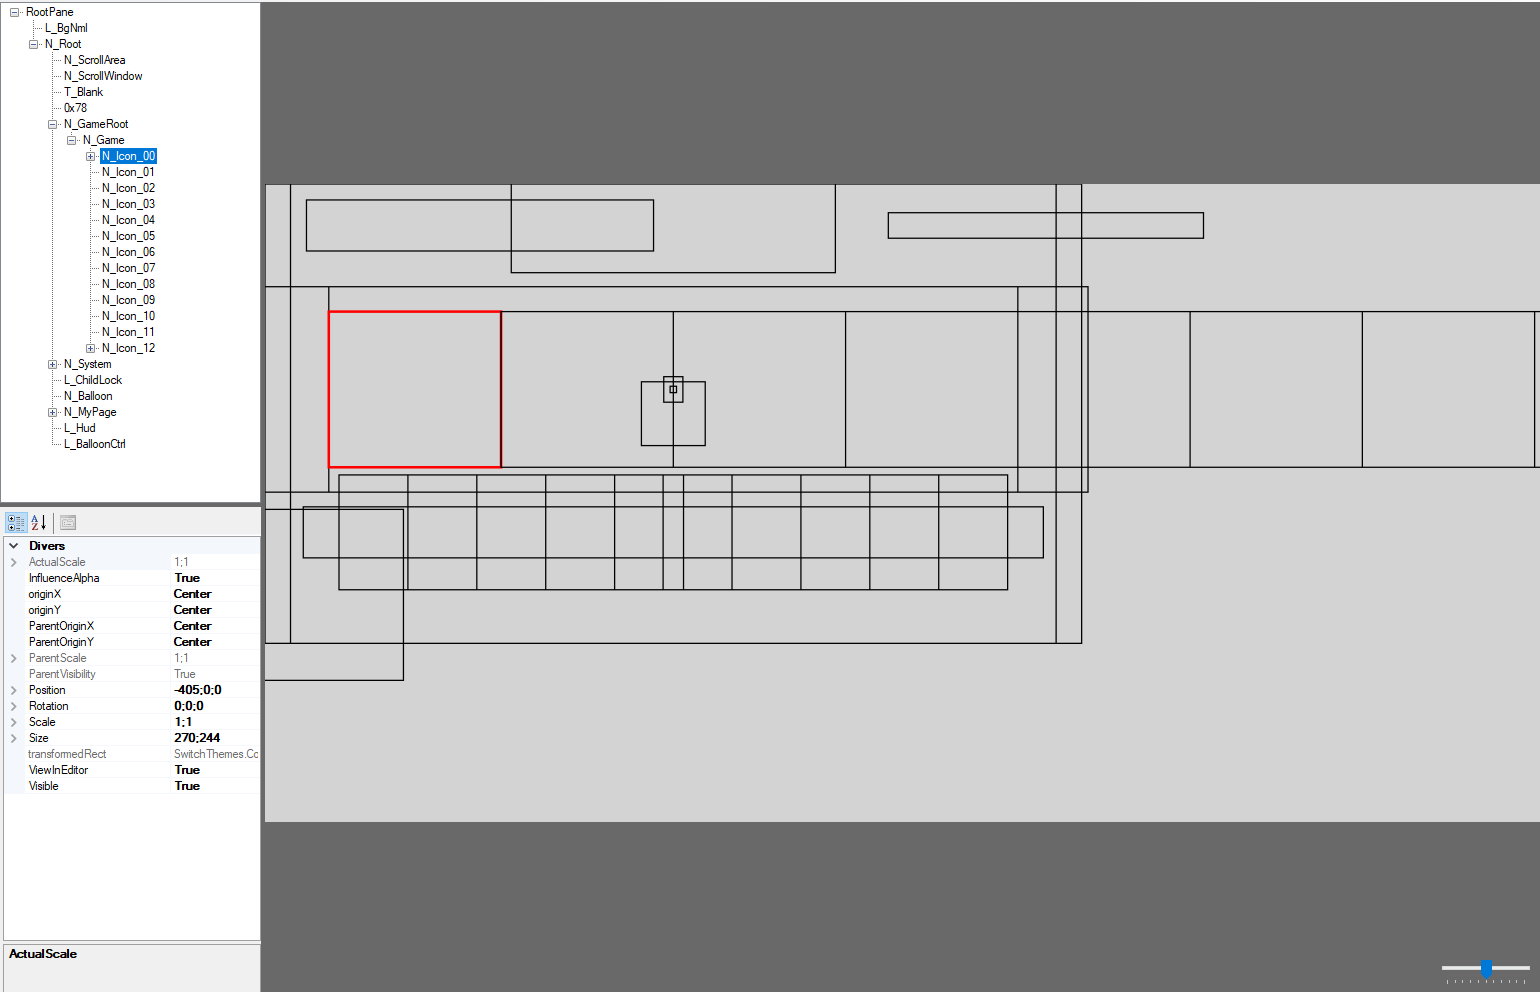 RootPane
L_BgNml
N_Root
N_ScrollArea
N_ScrollWindow
T_Blank
0x78
N_GameRoot
N_Game
N_Icon_00
N_Icon_01
N_Icon_02
N_Icon_03
N_Icon_04
N_Icon_05
N_Icon_06
N_Icon_07
N_Icon_08
N_Icon_09
N_Icon_10
N_Icon_11
N_Icon_12
N_System
L_ChildLock
N_Balloon
N_MyPage
L_Hud
L_BalloonCtrl
A
Z
Divers
ActualScale 1;1
InfluenceAlpha True
originX Center
originY Center
ParentOriginX Center
ParentOriginY Center
ParentScale 1;1
ParentVisibility True
Position -405;0;0
Rotation 0;0;0
Scale 1;1
Size 270;244
transformedRect SwitchThemes.Cc
ViewInEditor True
Visible True
ActualScale